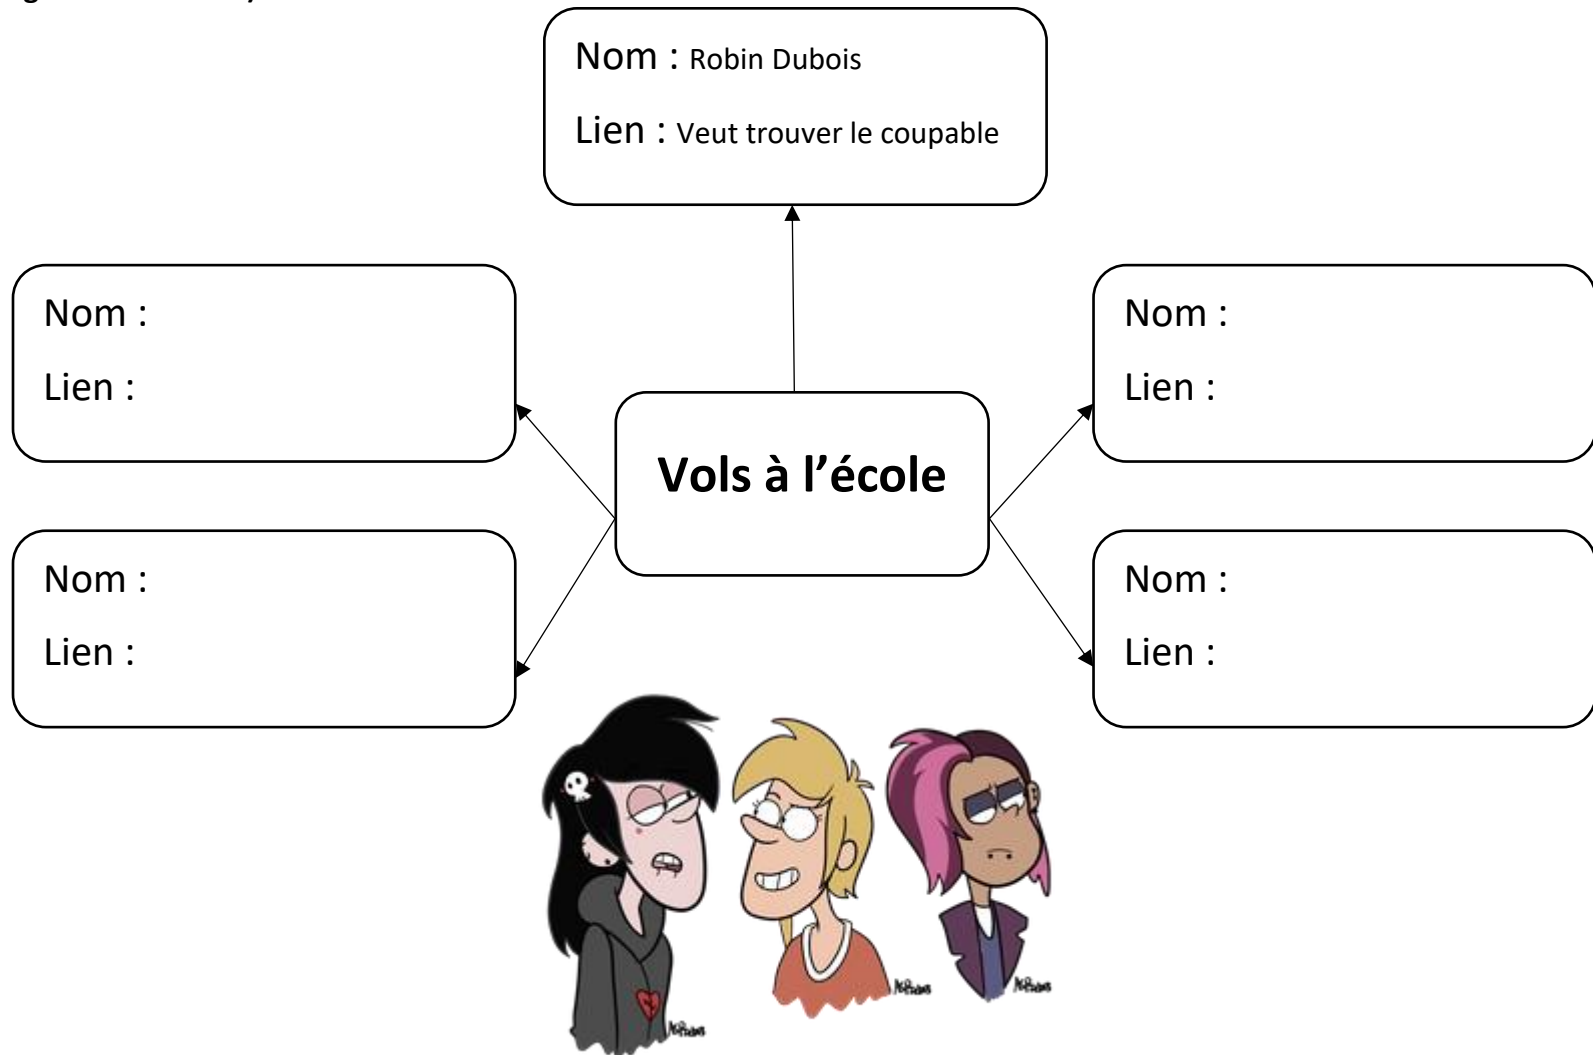 Nom : Robin Dubois
Lien : Veut trouver le coupable
Nom :
Lien :
Nom :
Lien :
Vols à l’école
Nom :
Lien :
Nom :
Lien :